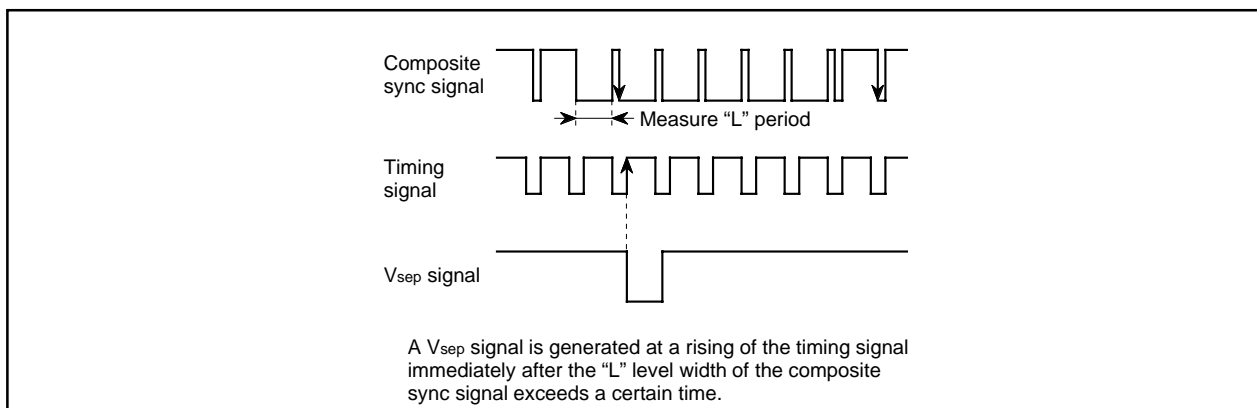 Composite
sync signal
Measure “L” period
Timing
signal
Vsep signal
A Vsep signal is generated at a rising of the timing signal
immediately after the “L” level width of the composite
sync signal exceeds a certain time.